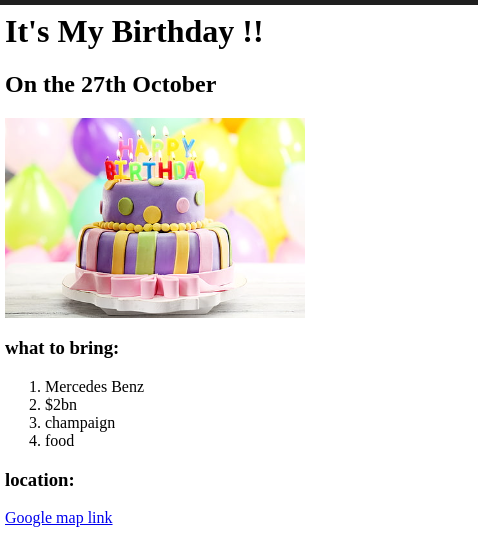 It's My Birthday !!
On the 27th October
HAPPY
BIRTHDAY
what to bring:
1. Mercedes Benz
2. $2bn
3. champaign
4. food
location:
Google map link